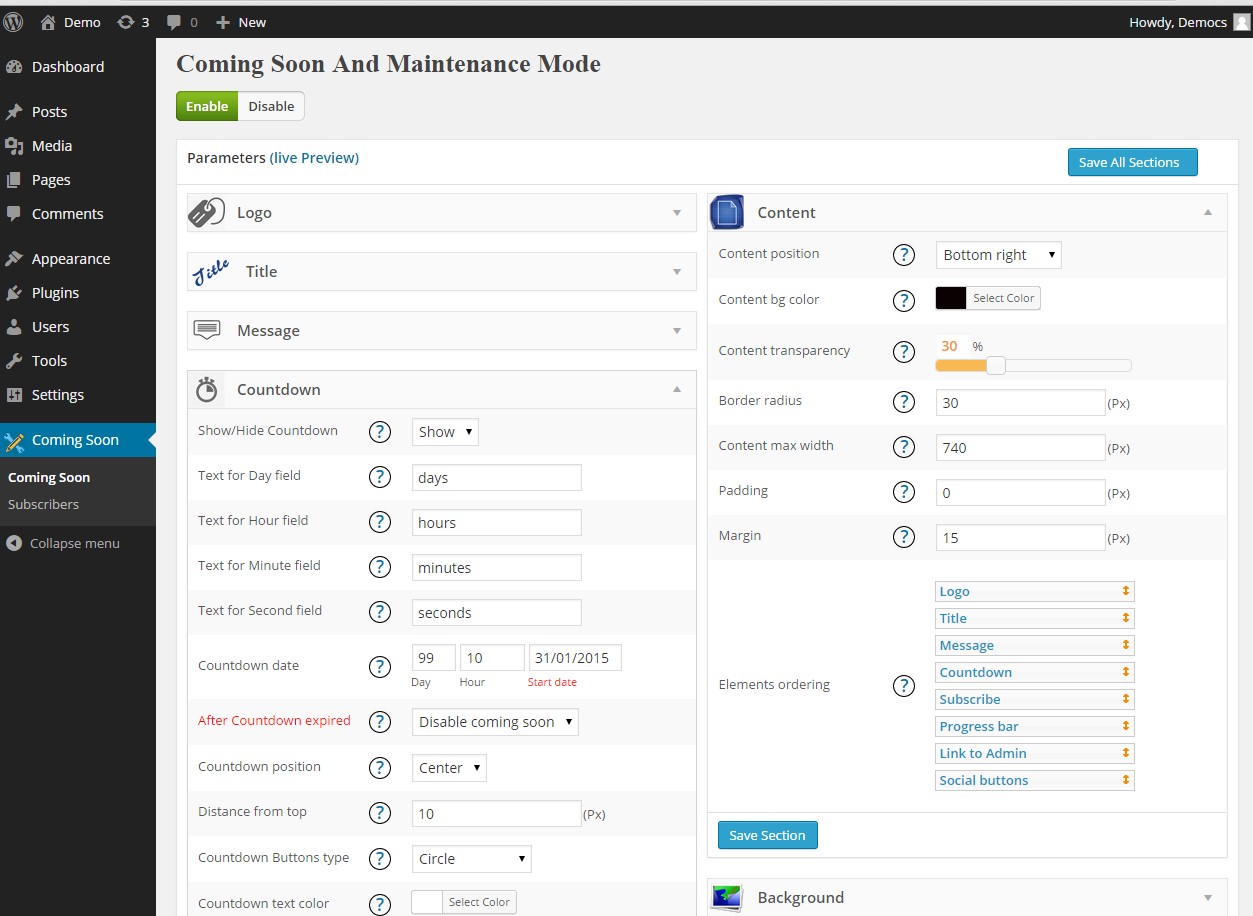 Demo 3 0 New Howdy, Democs
Dashboard
Posts
Media
Pages
Comments
Appearance
Plugins
Users
Tools
Settings
Coming Soon
Coming Soon
Subscribers
Collapse menu
Coming Soon And Maintenance Mode
Enable Disable
Parameters (live Preview)
Save All Sections
Logo
Title Title
Message
Countdown
Show/Hide Countdown ? Show
Text for Day field ? days
Text for Hour field ? hours
Text for Minute field ? minutes
Text for Second field ? seconds
Countdown date ? 99 10 31/01/2015
Day Hour Start date
After Countdown expired ? Disable coming soon
Countdown position ? Center
Distance from top ? 10 (Px)
Countdown Buttons type ? Circle
Countdown text color ? Select Color
Content
Content position ? Bottom right
Content bg color ? Select Color
Content transparency ? 30 %
Border radius ? 30 (Px)
Content max width ? 740 (Px)
Padding ? 0 (Px)
Margin ? 15 (Px)
Elements ordering ?
Logo
Title
Message
Countdown
Subscribe
Progress bar
Link to Admin
Social buttons
Save Section
Background